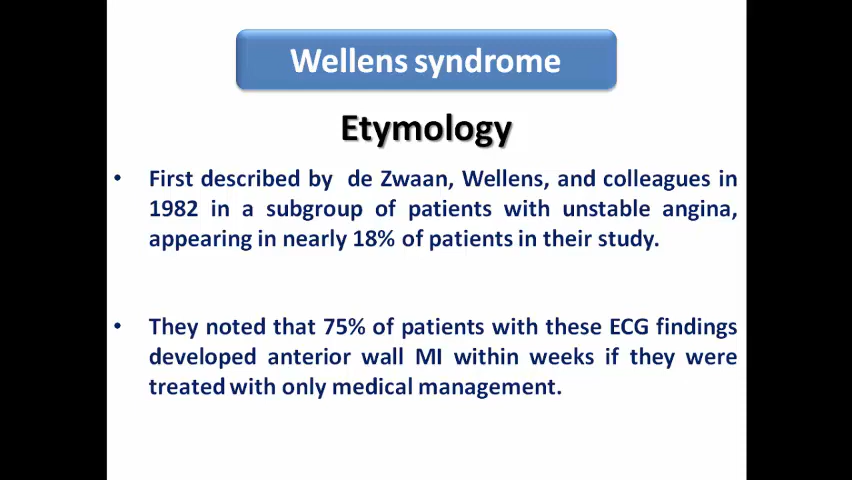 Wellens syndrome
Etymology
• First described by de Zwaan, Wellens, and colleagues in
1982 in a subgroup of patients with unstable angina,
appearing in nearly 18% of patients in their study.
• They noted that 75% of patients with these ECG findings
developed anterior wall MI within weeks if they were
treated with only medical management.